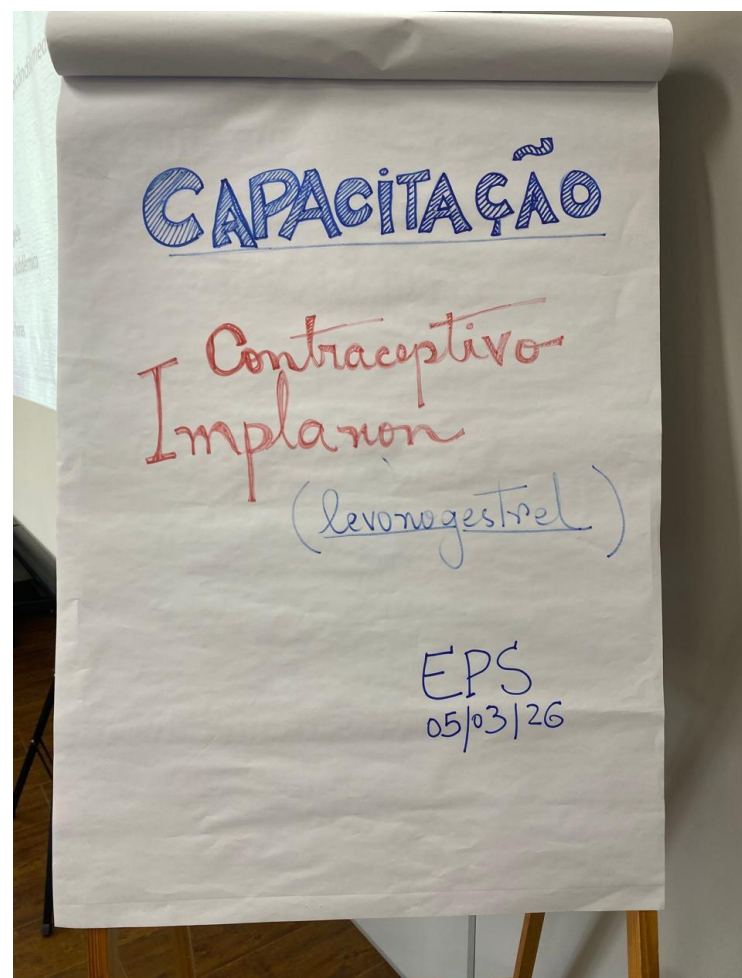 CAPACITAÇÃO
Contraceptivo
Implanon
(levonogestrel)
EPS
05/03/26